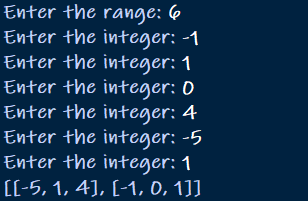 Enter the range: 6
Enter the integer: -1
Enter the integer: 1
Enter the integer: 0
Enter the integer: 4
Enter the integer: -5
Enter the integer: 1
[[-5, 1, 4], [-1, 0, 1]]